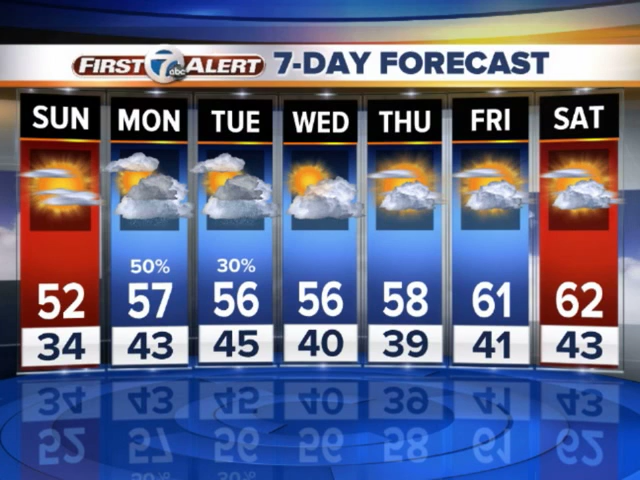 FIRST 7 abc ALERT 7-DAY FORECAST
SUN MON TUE WED THU FRI SAT
50% 30%
52 57 56 56 58 61 62
34 43 45 40 39 41 43